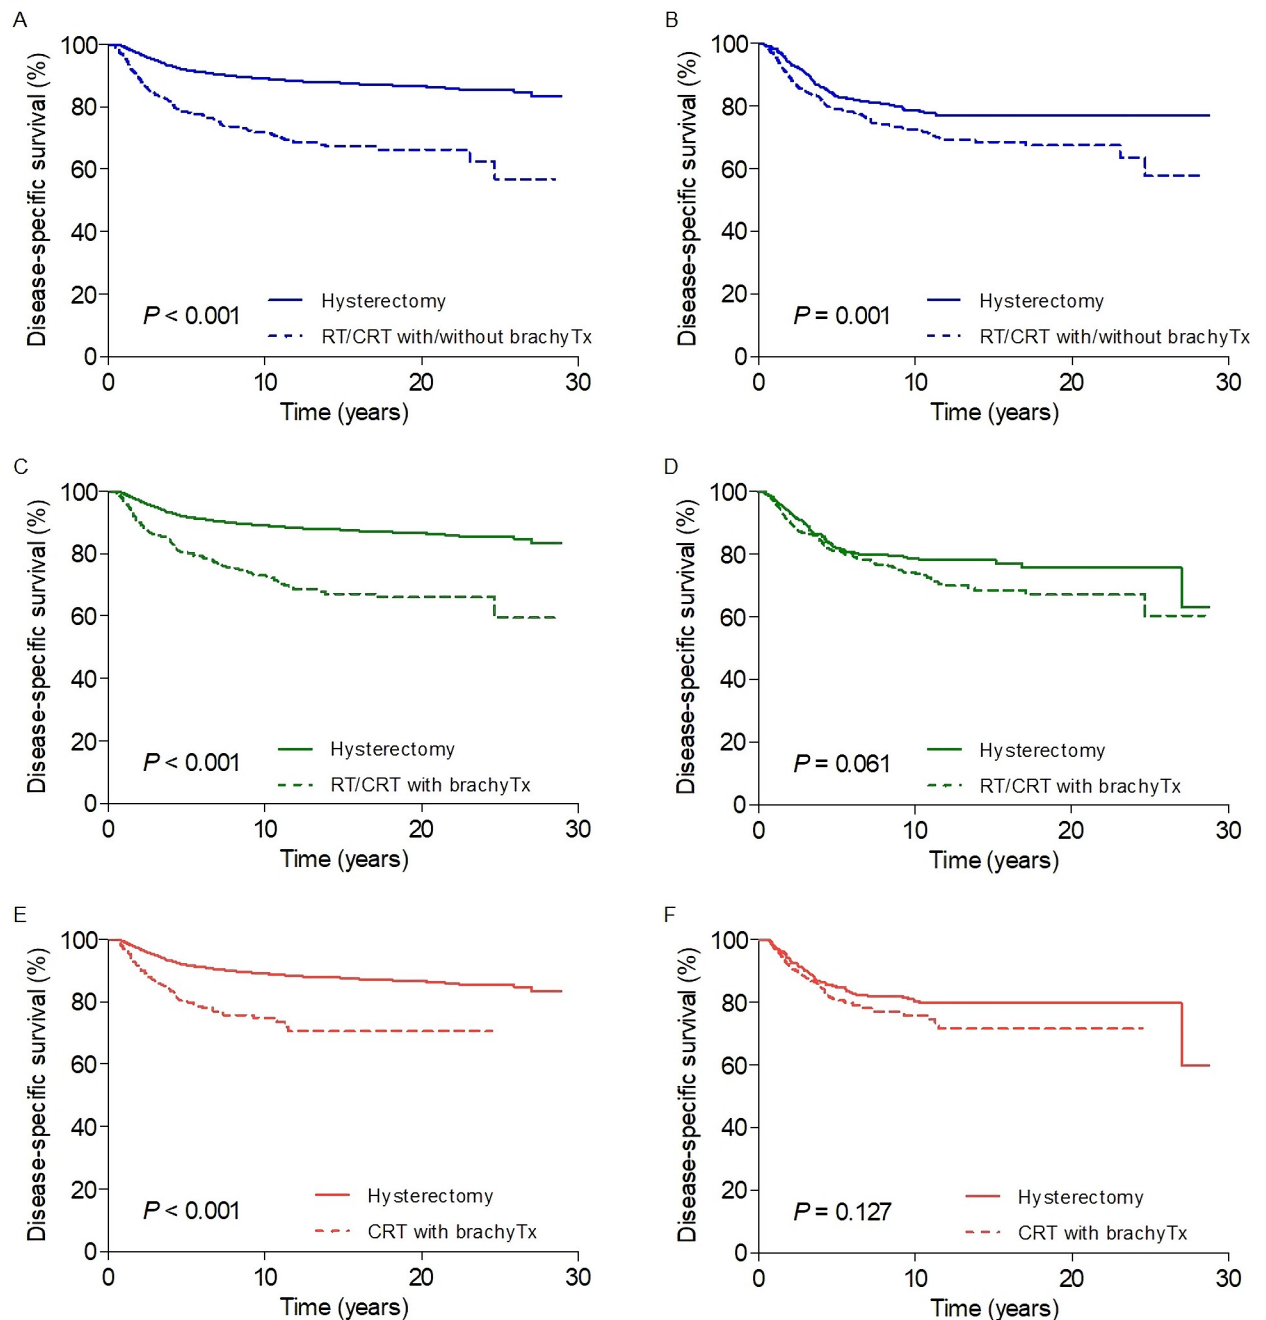 A
Disease-specific survival (%)
100
80
60
40
20
0
P < 0.001
Hysterectomy
RT/CRT with/without brachyTx
0 10 20 30
Time (years)
B
Disease-specific survival (%)
100
80
60
40
20
0
P = 0.001
Hysterectomy
RT/CRT with/without brachyTx
0 10 20 30
Time (years)
C
Disease-specific survival (%)
100
80
60
40
20
0
P < 0.001
Hysterectomy
RT/CRT with brachyTx
0 10 20 30
Time (years)
D
Disease-specific survival (%)
100
80
60
40
20
0
P = 0.061
Hysterectomy
RT/CRT with brachyTx
0 10 20 30
Time (years)
E
Disease-specific survival (%)
100
80
60
40
20
0
P < 0.001
Hysterectomy
CRT with brachyTx
0 10 20 30
Time (years)
F
Disease-specific survival (%)
100
80
60
40
20
0
P = 0.127
Hysterectomy
CRT with brachyTx
0 10 20 30
Time (years)